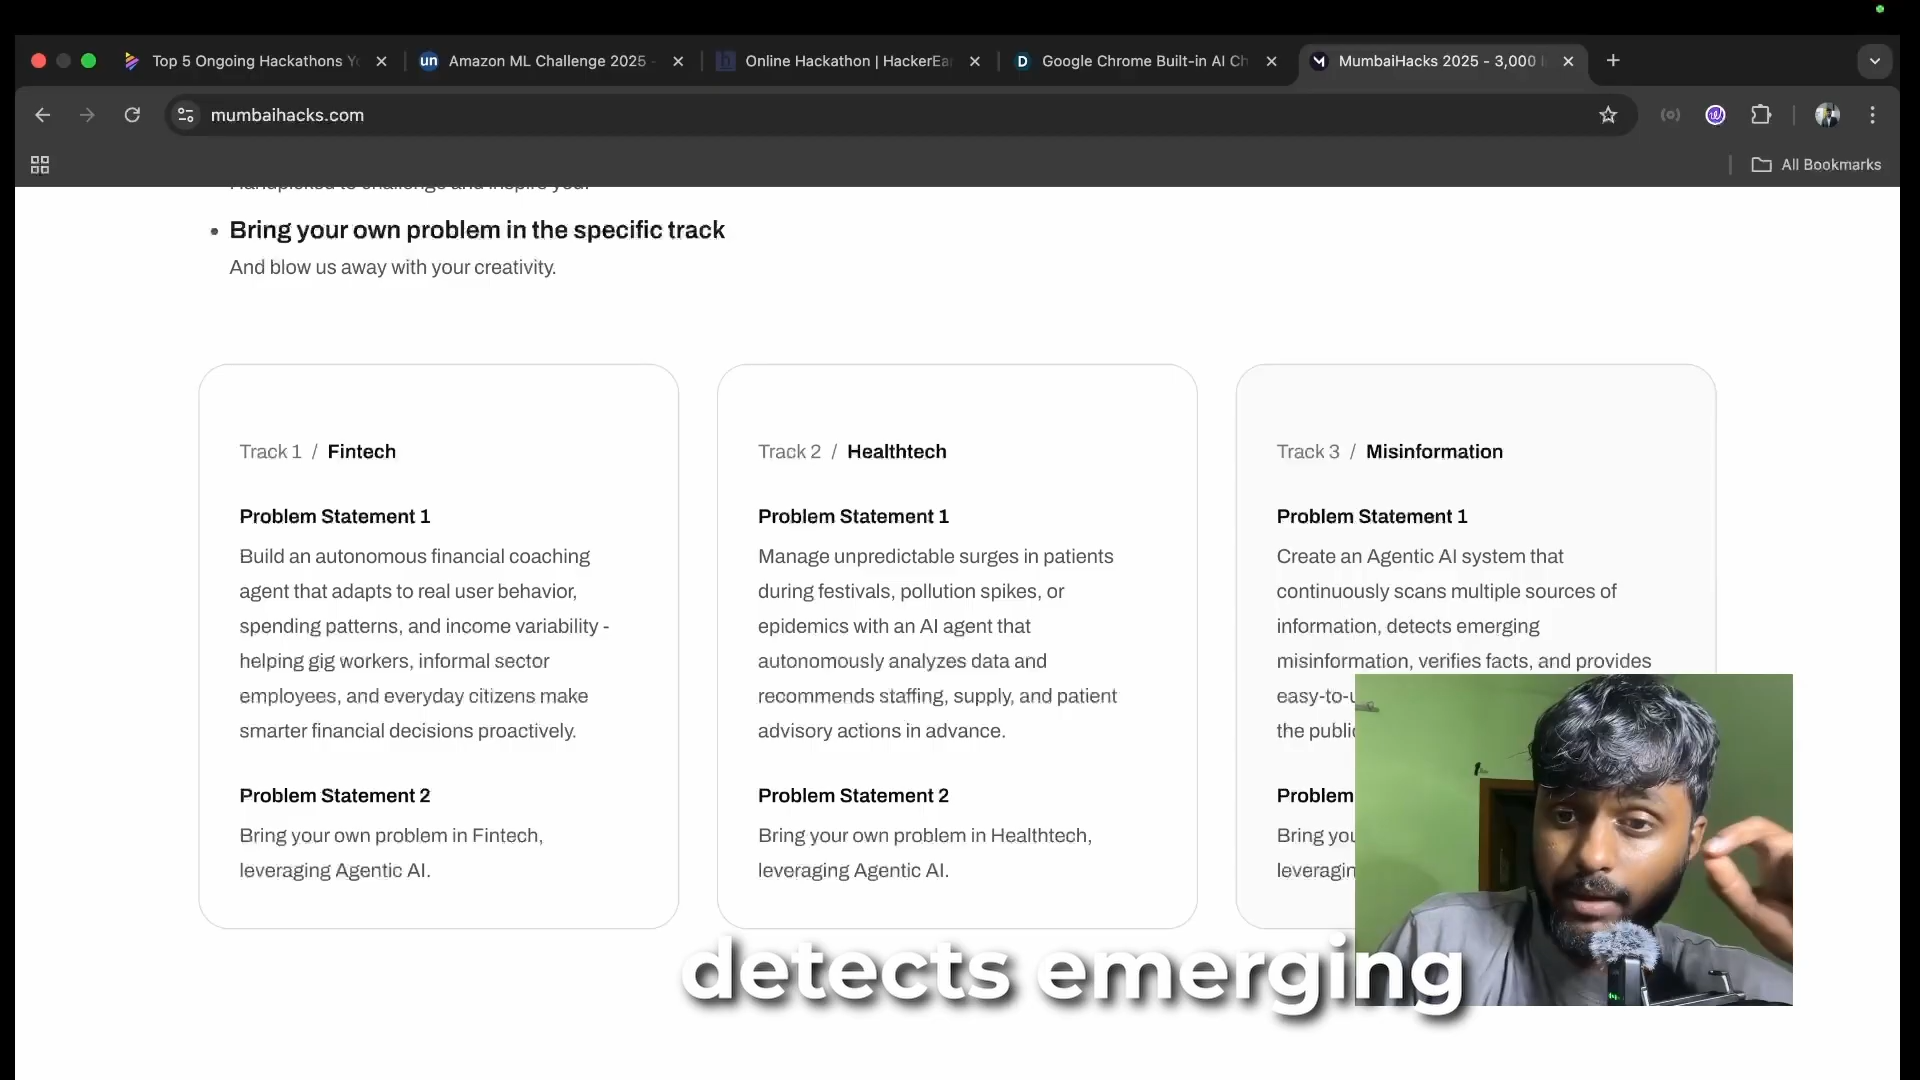 Top 5 Ongoing Hackathons Yo
Amazon ML Challenge 2025 -
Online Hackathon | HackerEa
Google Chrome Built-in AI Ch
MumbaiHacks 2025 - 3,000
mumbaihacks.com
All Bookmarks
Handpicked to challenge and inspire you.
Bring your own problem in the specific track
And blow us away with your creativity.
Track 1 / Fintech
Problem Statement 1
Build an autonomous financial coaching
agent that adapts to real user behavior,
spending patterns, and income variability -
helping gig workers, informal sector
employees, and everyday citizens make
smarter financial decisions proactively.
Problem Statement 2
Bring your own problem in Fintech,
leveraging Agentic AI.
Track 2 / Healthtech
Problem Statement 1
Manage unpredictable surges in patients
during festivals, pollution spikes, or
epidemics with an AI agent that
autonomously analyzes data and
recommends staffing, supply, and patient
advisory actions in advance.
Problem Statement 2
Bring your own problem in Healthtech,
leveraging Agentic AI.
Track 3 / Misinformation
Problem Statement 1
Create an Agentic AI system that
continuously scans multiple sources of
information, detects emerging
misinformation, verifies facts, and provides
easy-to-u
the public
Problem
Bring you
leveragin
detects emerging